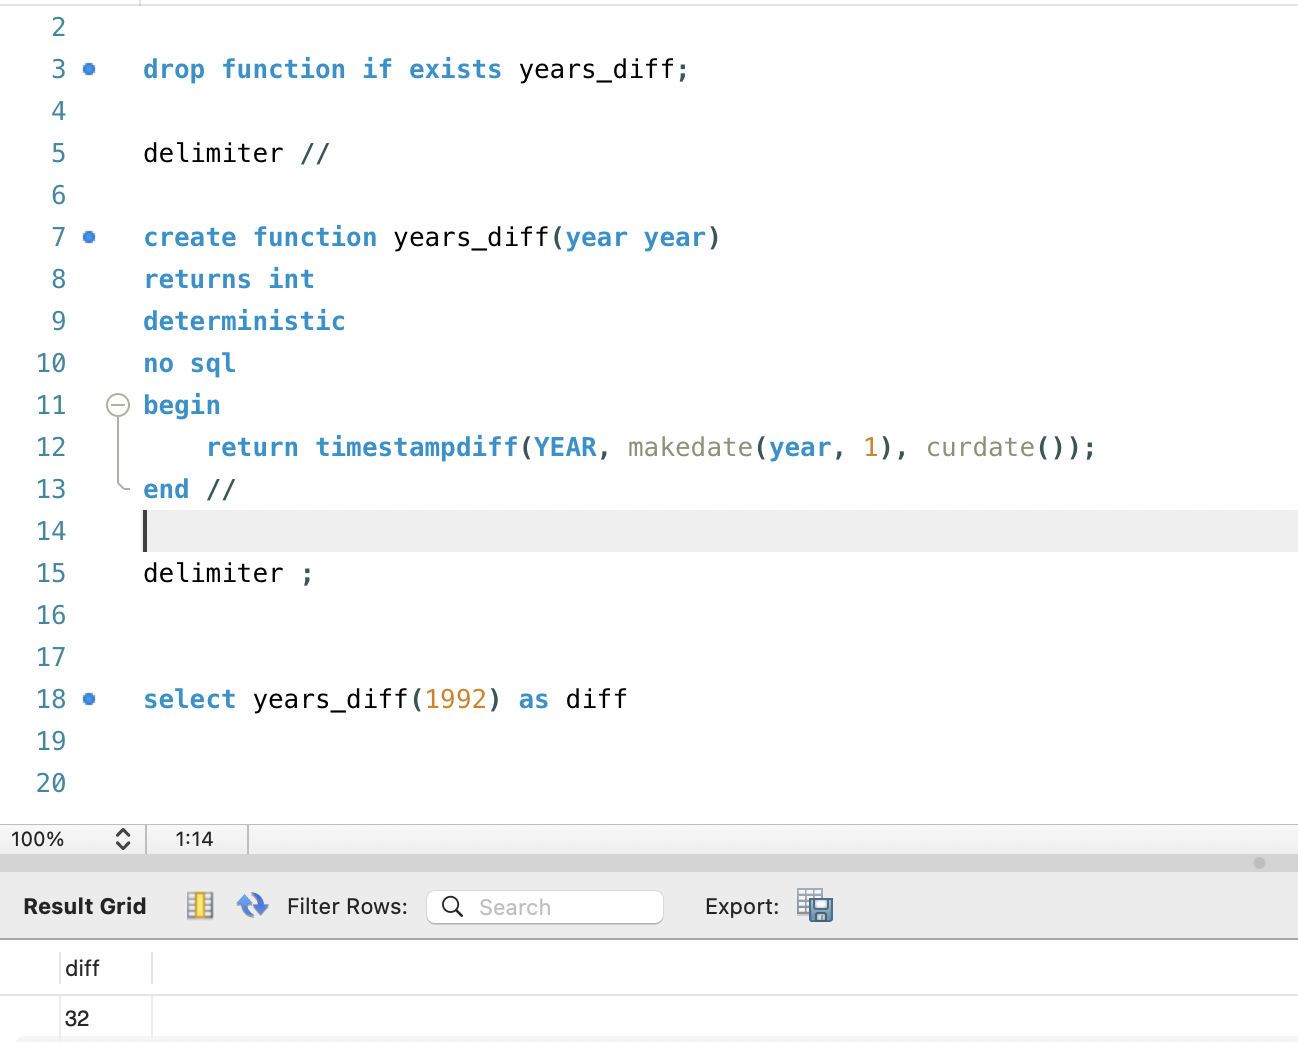 2
3 drop function if exists years_diff;
4
5 delimiter //
6
7 create function years_diff(year year)
8 returns int
9 deterministic
10 no sql
11 begin
12 return timestampdiff(YEAR, makedate(year, 1), curdate());
13 end //
14
15 delimiter ;
16
17
18 select years_diff(1992) as diff
19
20
100% 1:14
Result Grid Filter Rows: Search Export:
diff
32